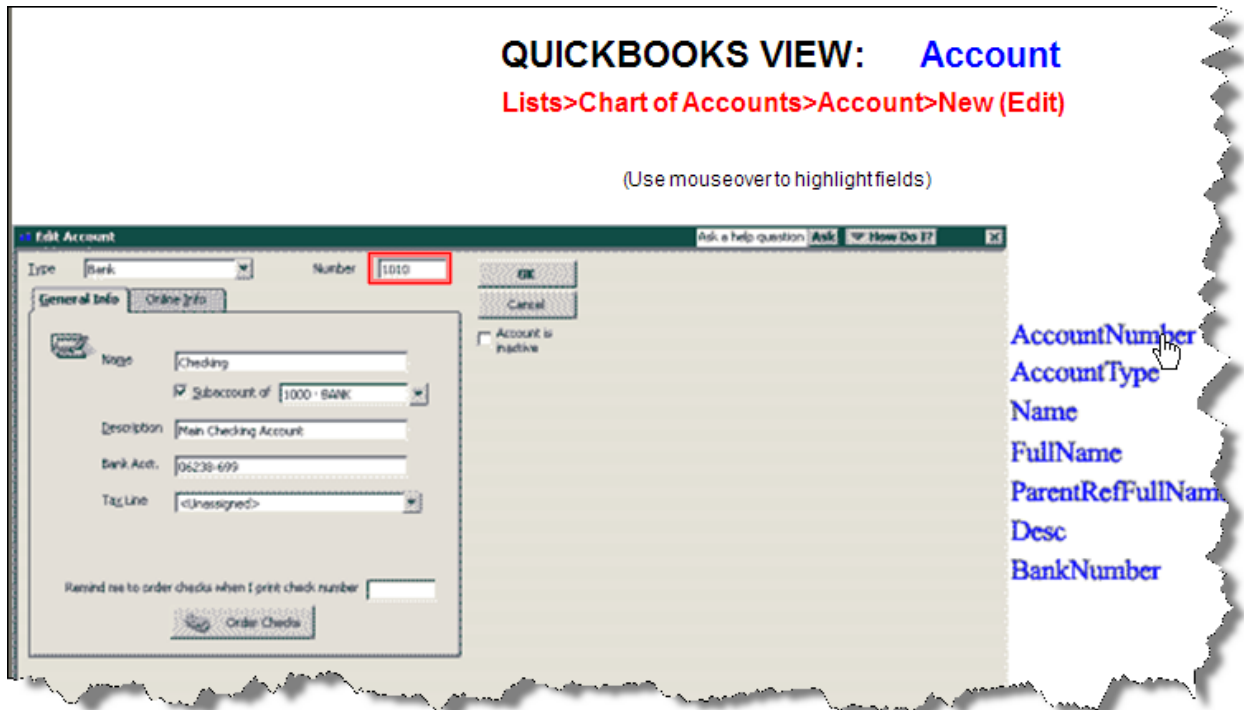 QUICKBOOKS VIEW: Account
Lists>Chart of Accounts>Account>New (Edit)
(Use mouseover to highlight fields)
Edit Account
Ask a help question Ask How Do I?
Type Bank Number 1010
OK
General Info Online Info
Cancel
Account is inactive
Name Checking
Subaccount of 1000 · BANK
Description Main Checking Account
Bank Acct. 06238-699
Tax Line <Unassigned>
Remind me to order checks when I print check number
Order Checks
AccountNumber
AccountType
Name
FullName
ParentRefFullNam
Desc
BankNumber